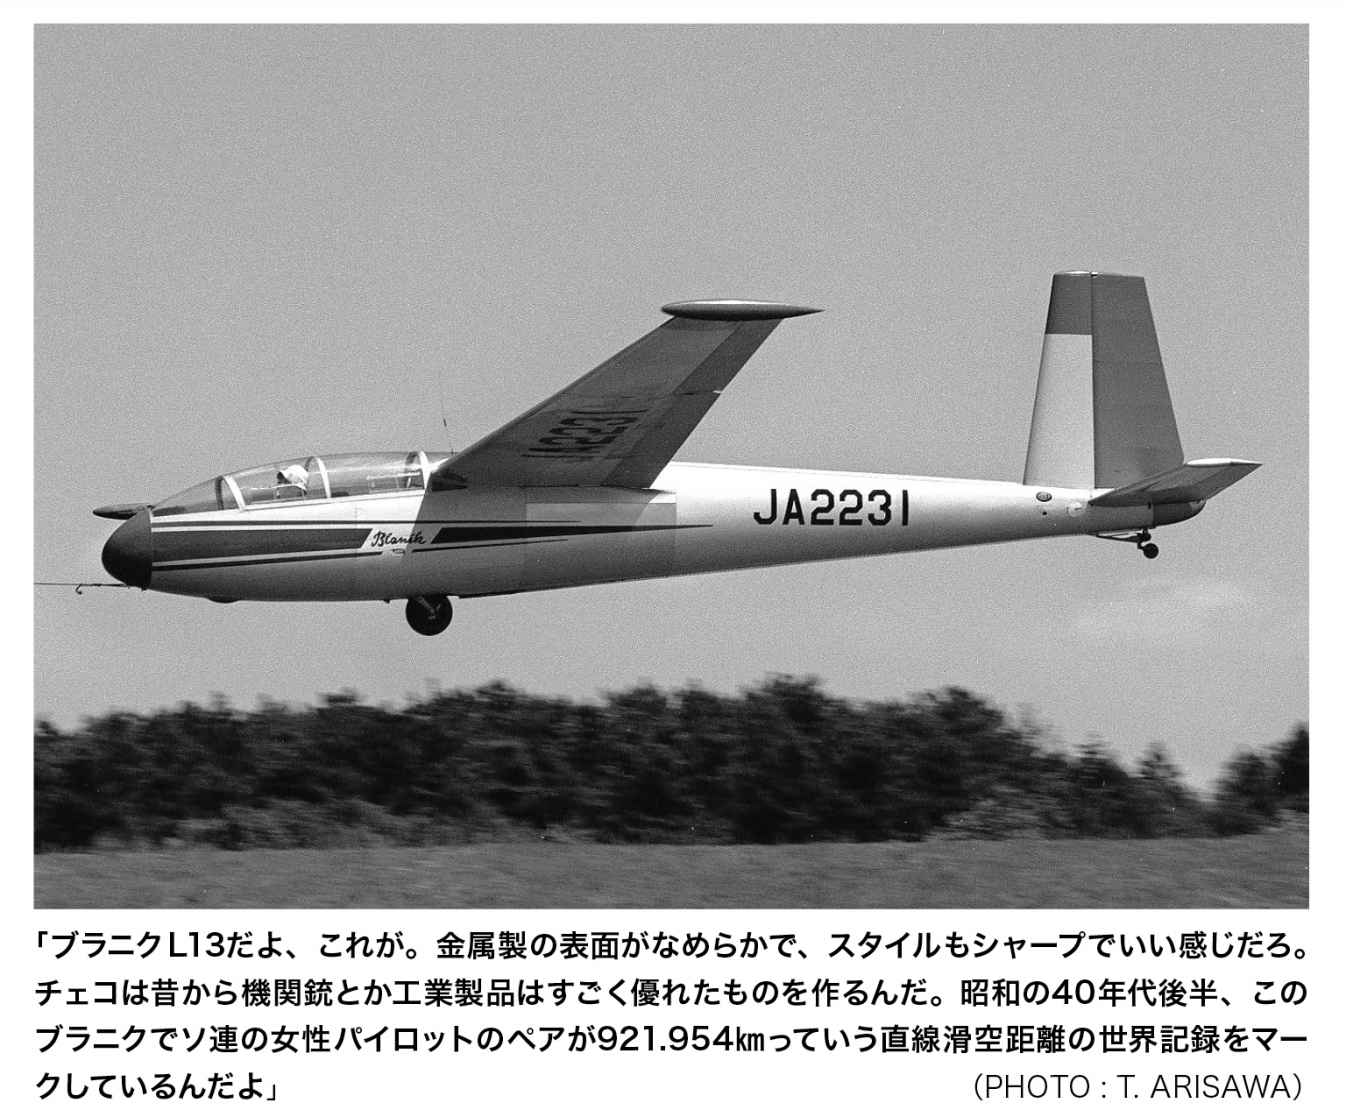 JA2231
JA2231
Blanik
「ブラニクL13だよ、これが。金属製の表面がなめらかで、スタイルもシャープでいい感じだろ。
チェコは昔から機関銃とか工業製品はすごく優れたものを作るんだ。昭和の40年代後半、この
ブラニクでソ連の女性パイロットのペアが921.954㎞っていう直線滑空距離の世界記録をマー
クしているんだよ」
（PHOTO : T. ARISAWA）